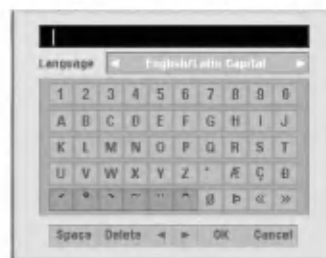 Language ◄ English/Latin Capital ►
1 2 3 4 5 6 7 8 9 0
A B C D E F G H I J
K L M N O P Q R S T
U V W X Y Z Æ Ç
´ ° ` ~ ¨ ^ Ø Þ « »
Space Delete ◄ ► OK Cancel